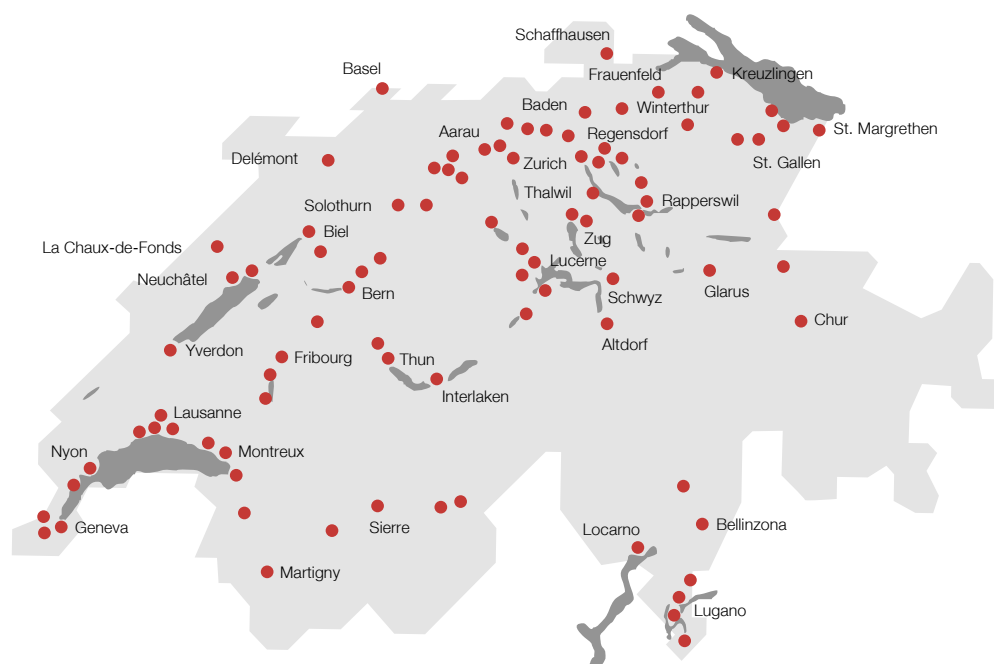 Schaffhausen
Basel
Frauenfeld
Kreuzlingen
Baden
Winterthur
Aarau
Regensdorf
St. Margrethen
Delémont
Zurich
St. Gallen
Solothurn
Thalwil
Rapperswil
Biel
Zug
La Chaux-de-Fonds
Lucerne
Neuchâtel
Bern
Schwyz
Glarus
Chur
Yverdon
Fribourg
Thun
Altdorf
Interlaken
Lausanne
Nyon
Montreux
Geneva
Sierre
Locarno
Bellinzona
Martigny
Lugano